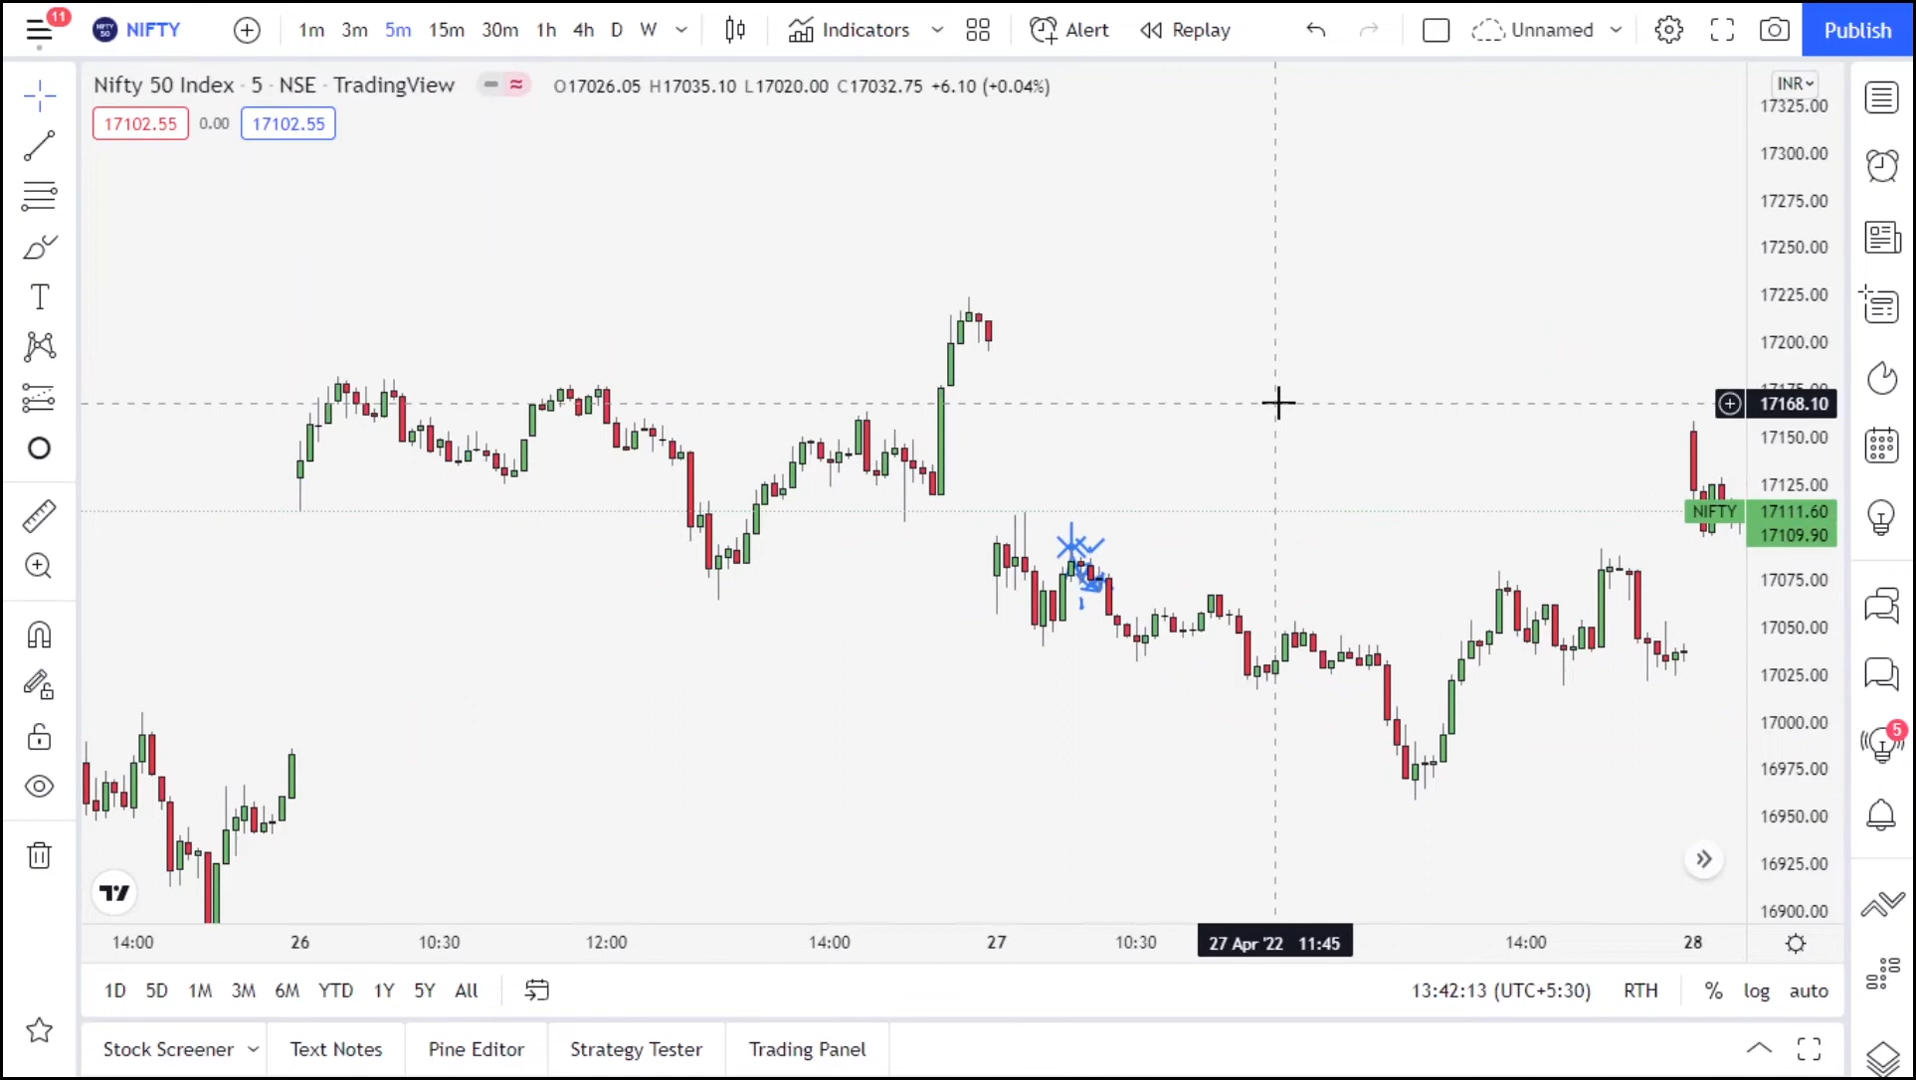 11 NIFTY 50 NIFTY 1m 3m 5m 15m 30m 1h 4h D W Indicators Alert Replay Unnamed Publish
Nifty 50 Index · 5 · NSE · TradingView O17026.05 H17035.10 L17020.00 C17032.75 +6.10 (+0.04%) INR
17102.55 0.00 17102.55
17325.00
17300.00
17275.00
17250.00
17225.00
17200.00
17175.00
17168.10
17150.00
17125.00
NIFTY 17111.60
17109.90
17075.00
17050.00
17025.00
17000.00
5
16975.00
16950.00
16925.00
16900.00
14:00 26 10:30 12:00 14:00 27 10:30 27 Apr '22 11:45 14:00 28
1D 5D 1M 3M 6M YTD 1Y 5Y All 13:42:13 (UTC+5:30) RTH % log auto
Stock Screener Text Notes Pine Editor Strategy Tester Trading Panel